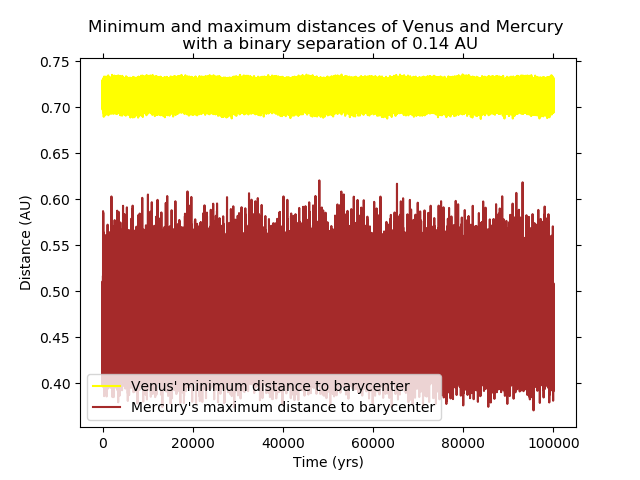 Minimum and maximum distances of Venus and Mercury
with a binary separation of 0.14 AU
0.75
0.70
0.65
0.60
0.55
0.50
0.45
0.40
Distance (AU)
Venus' minimum distance to barycenter
Mercury's maximum distance to barycenter
0 20000 40000 60000 80000 100000
Time (yrs)